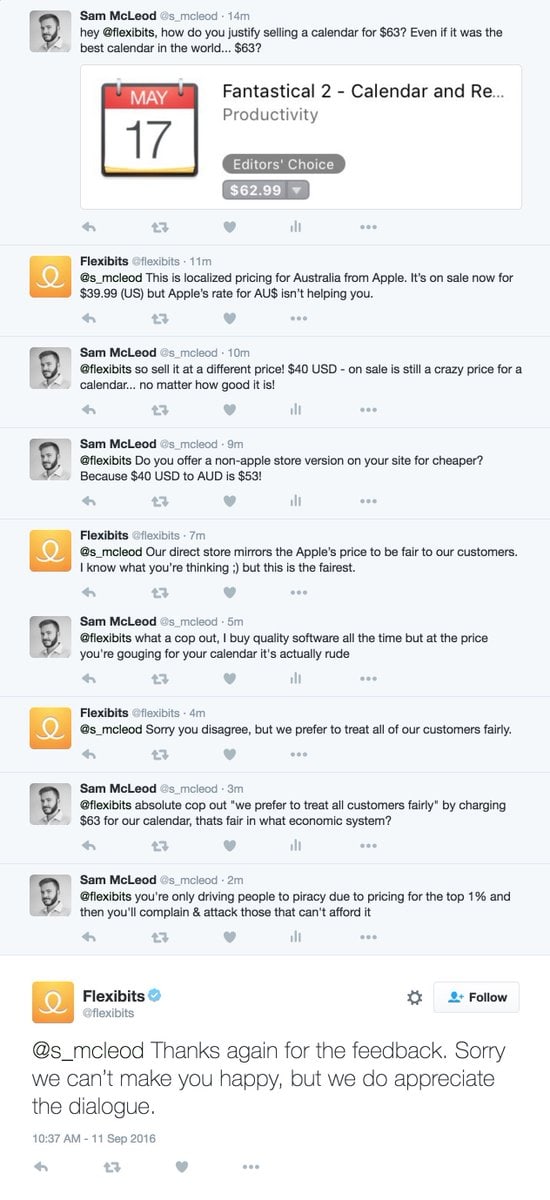 Sam McLeod @s_mcleod · 14m
hey @flexibits, how do you justify selling a calendar for $63? Even if it was the
best calendar in the world... $63?
MAY
17
Fantastical 2 - Calendar and Re...
Productivity
Editors' Choice
$62.99
Flexibits @flexibits · 11m
@s_mcleod This is localized pricing for Australia from Apple. It's on sale now for
$39.99 (US) but Apple's rate for AU$ isn't helping you.
Sam McLeod @s_mcleod · 10m
@flexibits so sell it at a different price! $40 USD - on sale is still a crazy price for a
calendar... no matter how good it is!
Sam McLeod @s_mcleod · 9m
@flexibits Do you offer a non-apple store version on your site for cheaper?
Because $40 USD to AUD is $53!
Flexibits @flexibits · 7m
@s_mcleod Our direct store mirrors the Apple's price to be fair to our customers.
I know what you're thinking ;) but this is the fairest.
Sam McLeod @s_mcleod · 5m
@flexibits what a cop out, I buy quality software all the time but at the price
you're gouging for your calendar it's actually rude
Flexibits @flexibits · 4m
@s_mcleod Sorry you disagree, but we prefer to treat all of our customers fairly.
Sam McLeod @s_mcleod · 3m
@flexibits absolute cop out "we prefer to treat all customers fairly" by charging
$63 for our calendar, thats fair in what economic system?
Sam McLeod @s_mcleod · 2m
@flexibits you're only driving people to piracy due to pricing for the top 1% and
then you'll complain & attack those that can't afford it
Flexibits
@flexibits
Follow
@s_mcleod Thanks again for the feedback. Sorry
we can't make you happy, but we do appreciate
the dialogue.
10:37 AM - 11 Sep 2016